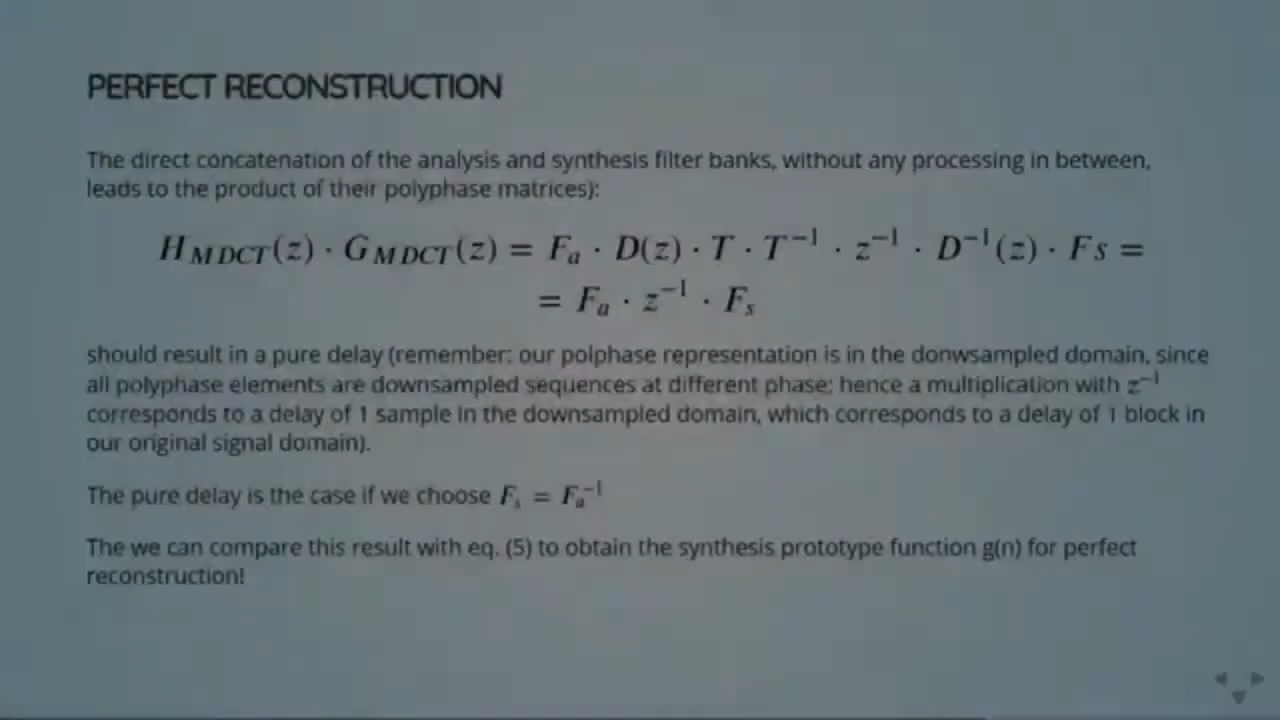 PERFECT RECONSTRUCTION
The direct concatenation of the analysis and synthesis filter banks, without any processing in between,
leads to the product of their polyphase matrices):
H_{MDCT}(z) · G_{MDCT}(z) = F_a · D(z) · T · T^{-1} · z^{-1} · D^{-1}(z) · Fs =
= F_a · z^{-1} · F_s
should result in a pure delay (remember: our polphase representation is in the donwsampled domain, since
all polyphase elements are downsampled sequences at different phase; hence a multiplication with z^{-1}
corresponds to a delay of 1 sample in the downsampled domain, which corresponds to a delay of 1 block in
our original signal domain).
The pure delay is the case if we choose F_s = F_a^{-1}
The we can compare this result with eq. (5) to obtain the synthesis prototype function g(n) for perfect
reconstruction!